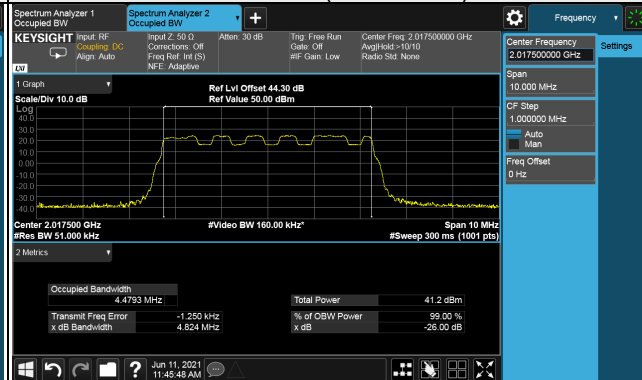 Spectrum Analyzer 1
Occupied BW
Spectrum Analyzer 2
Occupied BW
Frequency
KEYSIGHT Input: RF
Coupling: DC
Align: Auto
Input Z: 50 Ω
Corrections: Off
Freq Ref: Int (S)
NFE: Adaptive
Atten: 30 dB
Trig: Free Run
Gate: Off
#IF Gain: Low
Center Freq: 2.017500000 GHz
Avg|Hold:>10/10
Radio Std: None
LXI
Center Frequency
2.017500000 GHz
Settings
Span
10.000 MHz
CF Step
1.000000 MHz
Auto
Man
Freq Offset
0 Hz
1 Graph
Scale/Div 10.0 dB
Ref Lvl Offset 44.30 dB
Ref Value 50.00 dBm
Log
40.0
30.0
20.0
10.0
0.00
-10.0
-20.0
-30.0
-40.0
Center 2.017500 GHz
#Res BW 51.000 kHz
#Video BW 160.00 kHz*
Span 10 MHz
#Sweep 300 ms (1001 pts)
2 Metrics
Occupied Bandwidth
4.4793 MHz
Total Power 41.2 dBm
Transmit Freq Error -1.250 kHz
% of OBW Power 99.00 %
x dB Bandwidth 4.824 MHz
x dB -26.00 dB
?
Jun 11, 2021
11:45:48 AM